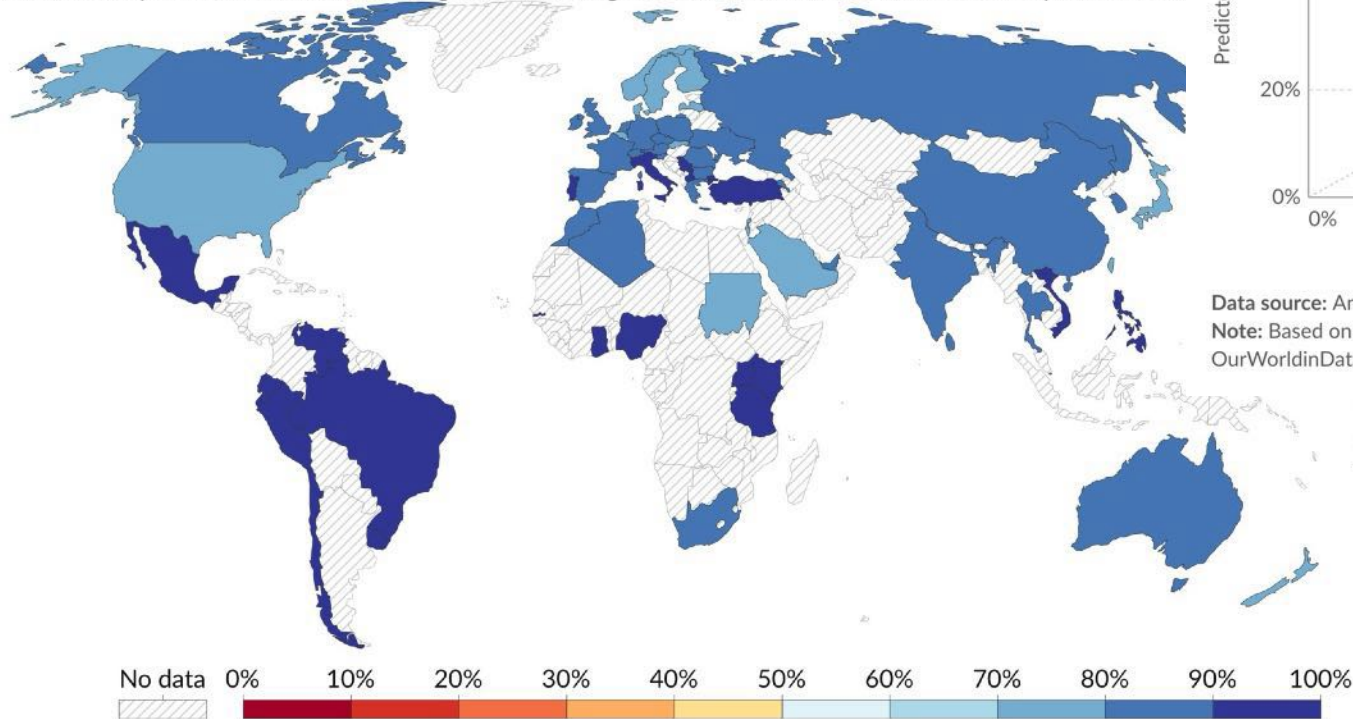 Predict
20%
0%
0%
Data source: An
Note: Based on
OurWorldinDat
No data 0% 10% 20% 30% 40% 50% 60% 70% 80% 90% 100%